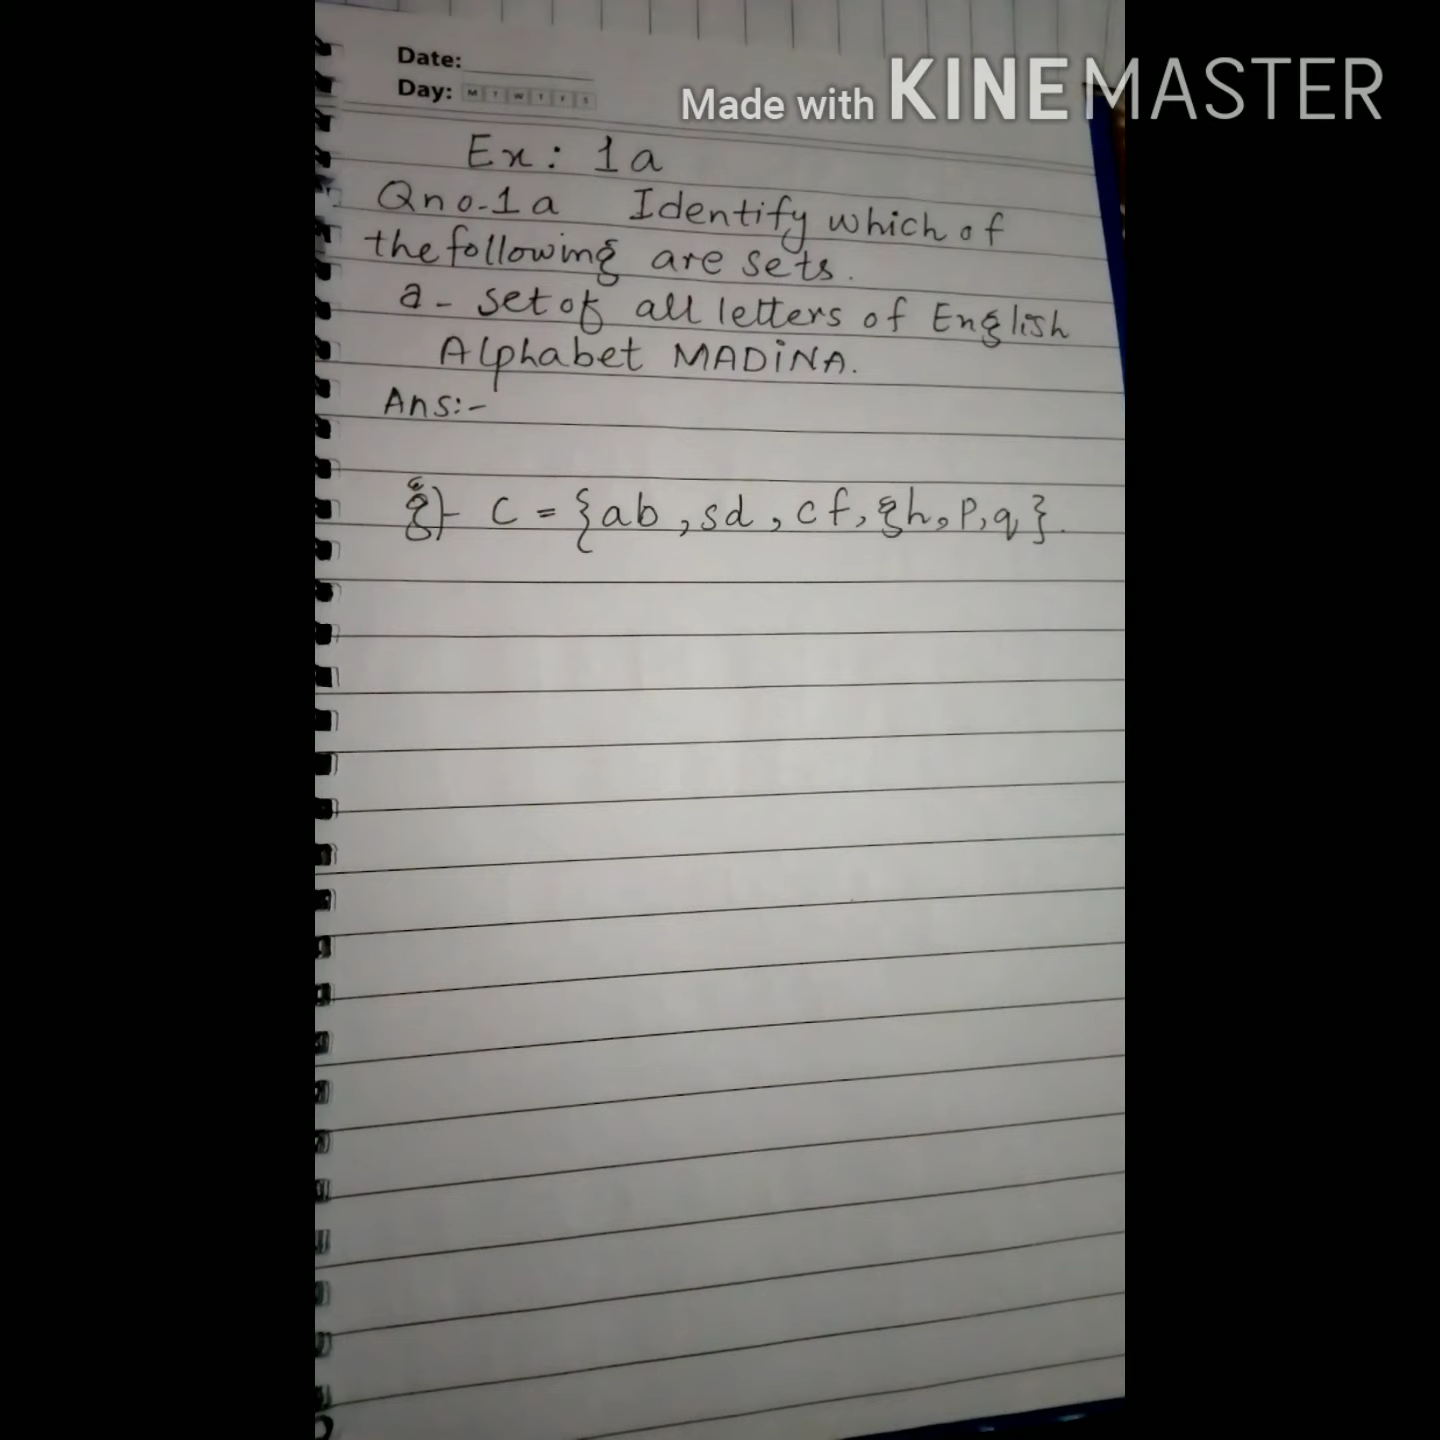 Made with KINEMASTER
Date:
Day: M T W T F S
Ex: 1a
Qno-1a Identify which of
the following are sets.
a- set of all letters of English
Alphabet MADiNA.
Ans:-
g)- C = {ab, sd, cf, gh, p, q}.